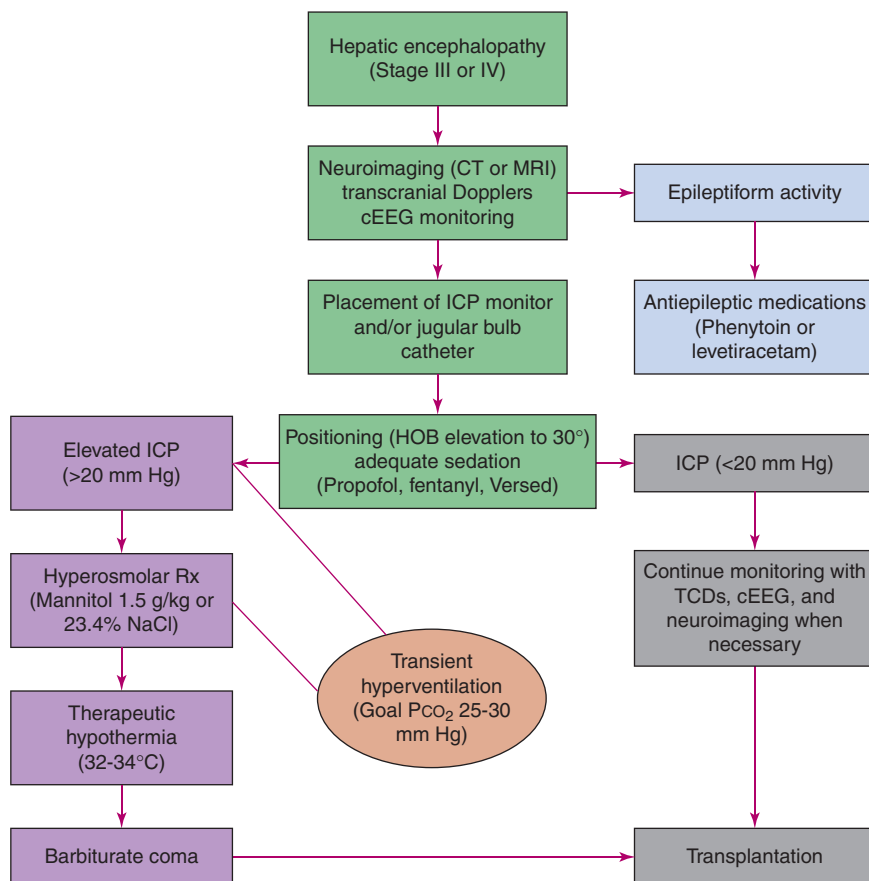 Hepatic encephalopathy
(Stage III or IV)
Neuroimaging (CT or MRI)
transcranial Dopplers
cEEG monitoring
Epileptiform activity
Placement of ICP monitor
and/or jugular bulb
catheter
Antiepileptic medications
(Phenytoin or
levetiracetam)
Elevated ICP
(>20 mm Hg)
Positioning (HOB elevation to 30°)
adequate sedation
(Propofol, fentanyl, Versed)
ICP (<20 mm Hg)
Hyperosmolar Rx
(Mannitol 1.5 g/kg or
23.4% NaCl)
Continue monitoring with
TCDs, cEEG, and
neuroimaging when
necessary
Transient
hyperventilation
(Goal PCO₂ 25-30
mm Hg)
Therapeutic
hypothermia
(32-34°C)
Barbiturate coma
Transplantation